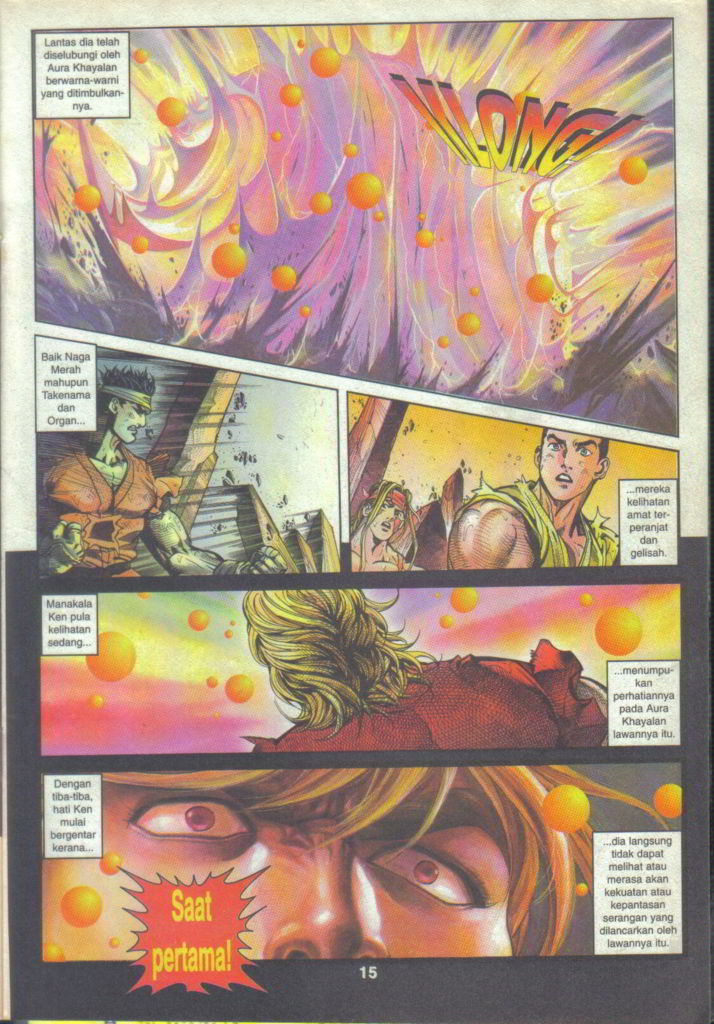 Lantas dia telah
diselubungi oleh
Aura Khayalan
berwarna-warni
yang ditimbulkan-
nya.
Baik Naga
Merah
mahupun
Takenama
dan
Organ...
...mereka
kelihatan
amat ter-
peranjat
dan
gelisah.
Manakala
Ken pula
kelihatan
sedang...
...menumpu-
kan
perhatiannya
pada Aura
Khayalan
lawannya itu.
Dengan
tiba-tiba,
hati Ken
mulai
bergentar
kerana...
...dia langsung
tidak dapat
melihat atau
merasa akan
kekuatan atau
kepantasan
serangan yang
dilancarkan oleh
lawannya itu.
Saat
pertama!
15